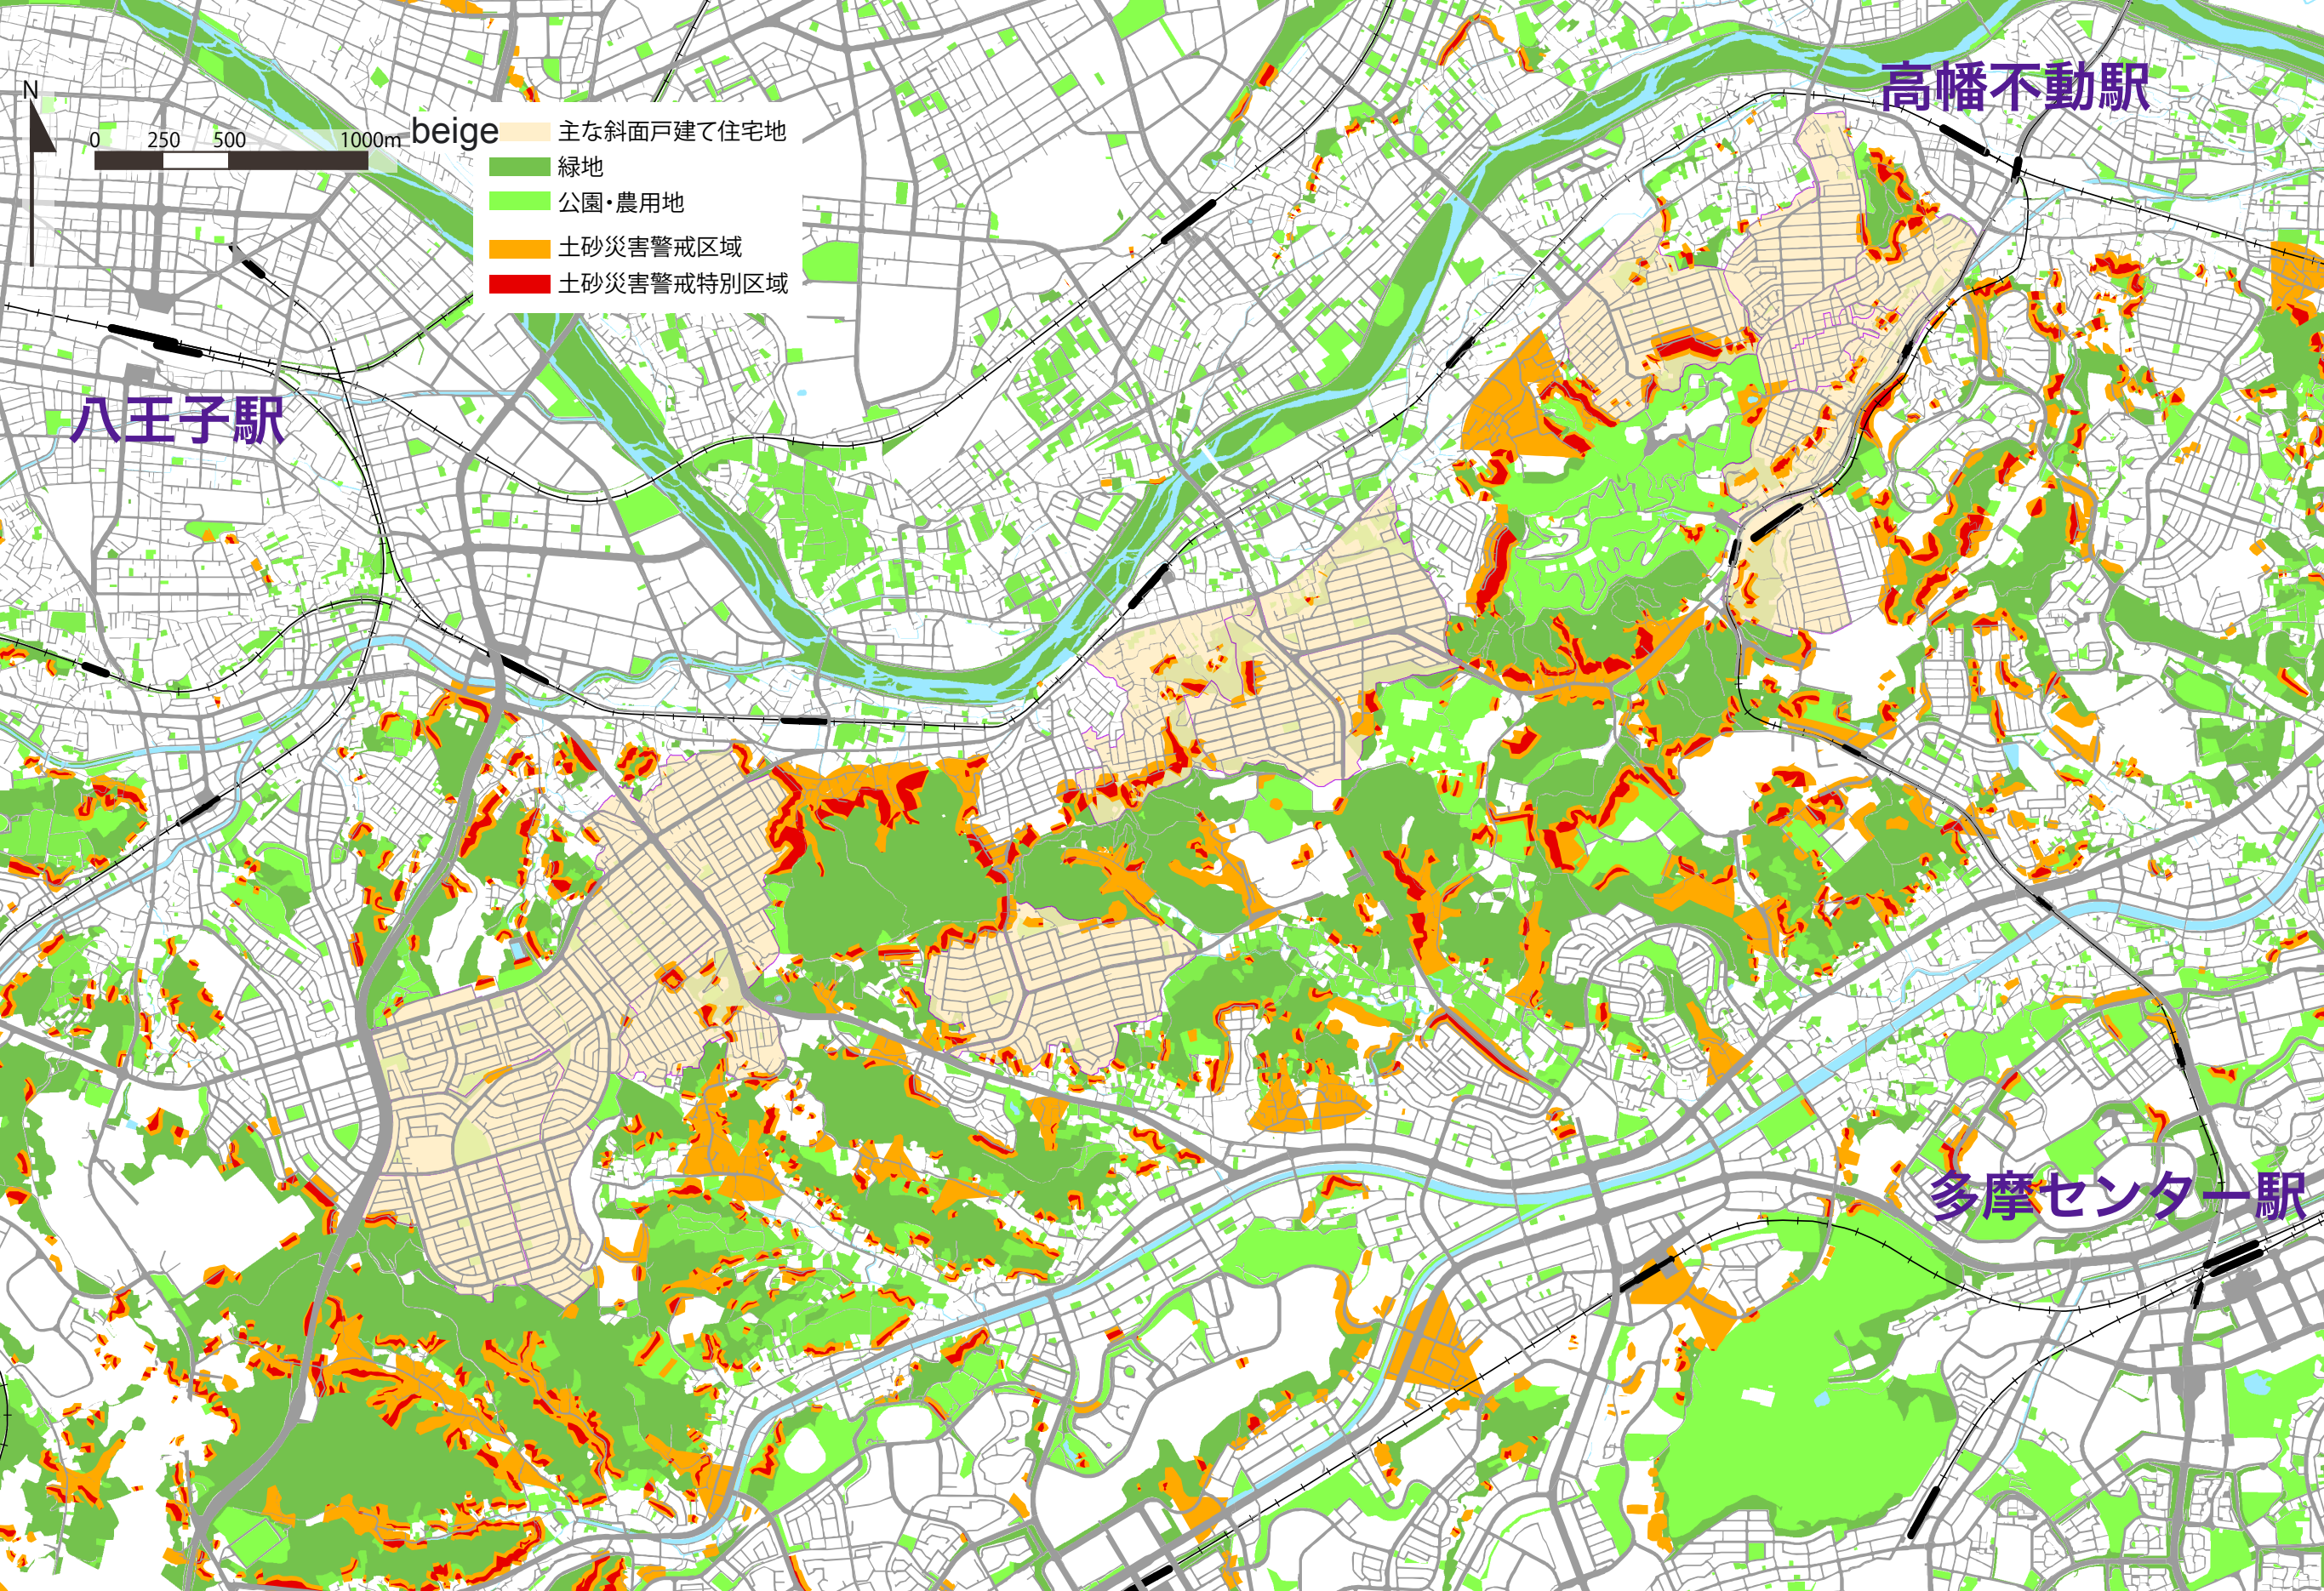 高幡不動駅
N
0 250 500 1000m
beige
主な斜面戸建て住宅地
緑地
公園・農用地
土砂災害警戒区域
土砂災害警戒特別区域
八王子駅
多摩センター駅